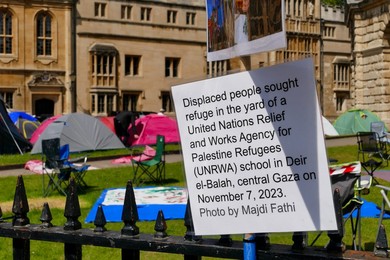 Displaced people sought
refuge in the yard of a
United Nations Relief
and Works Agency for
Palestine Refugees
(UNRWA) school in Deir
el-Balah, central Gaza on
November 7, 2023.
Photo by Majdi Fathi